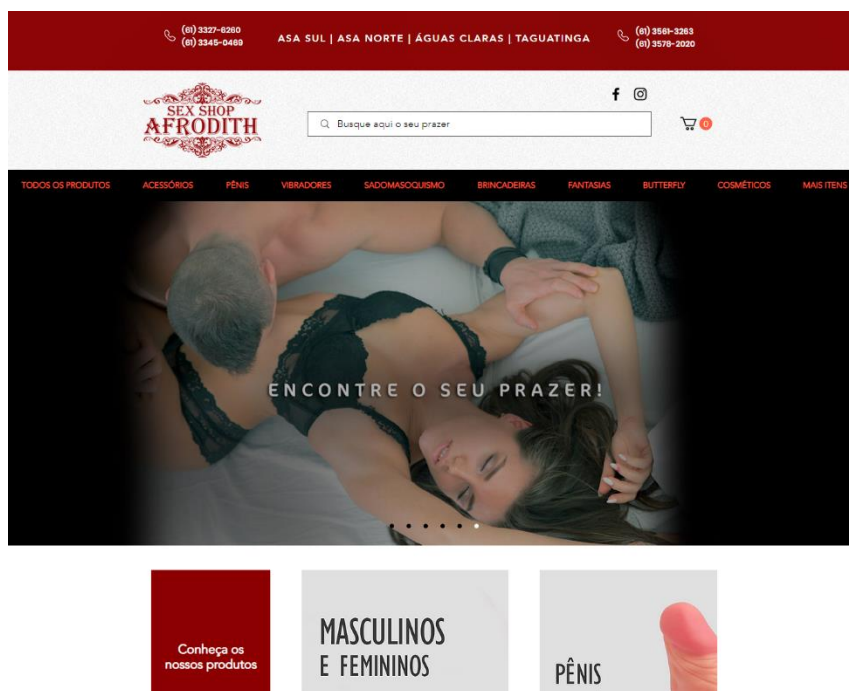 (61) 3327-6260
(61) 3345-0469
ASA SUL | ASA NORTE | ÁGUAS CLARAS | TAGUATINGA
(61) 3561-3263
(61) 3578-2020
SEX SHOP
AFRODITH
Busque aqui o seu prazer
0
TODOS OS PRODUTOS ACESSÓRIOS PÊNIS VIBRADORES SADOMASOQUISMO BRINCADEIRAS FANTASIAS BUTTERFLY COSMÉTICOS MAIS ITENS
ENCONTRE O SEU PRAZER!
Conheça os
nossos produtos
MASCULINOS
E FEMININOS
PÊNIS